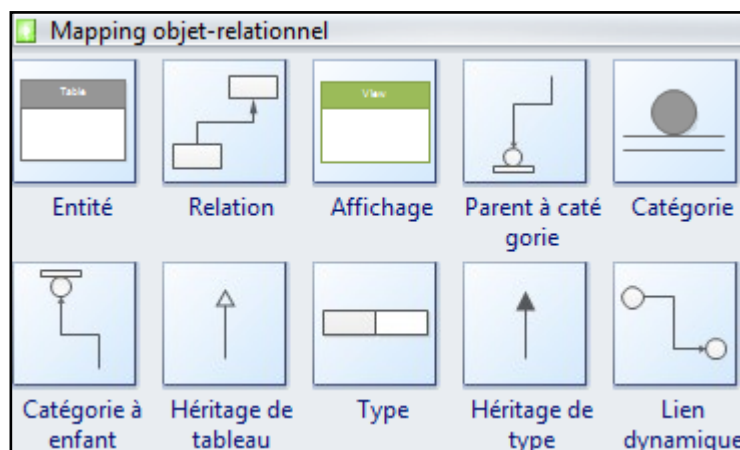 Mapping objet-relationnel
Table
View
Entité
Relation
Affichage
Parent à caté
gorie
Catégorie
Catégorie à
enfant
Héritage de
tableau
Type
Héritage de
type
Lien
dynamique